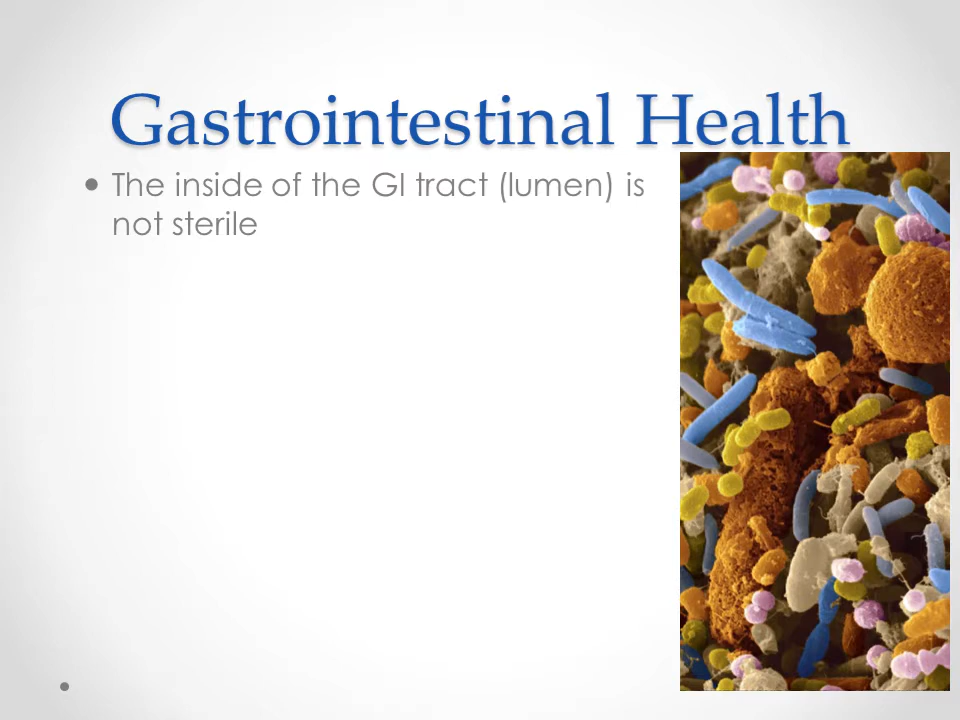 Gastrointestinal Health
• The inside of the GI tract (lumen) is
not sterile